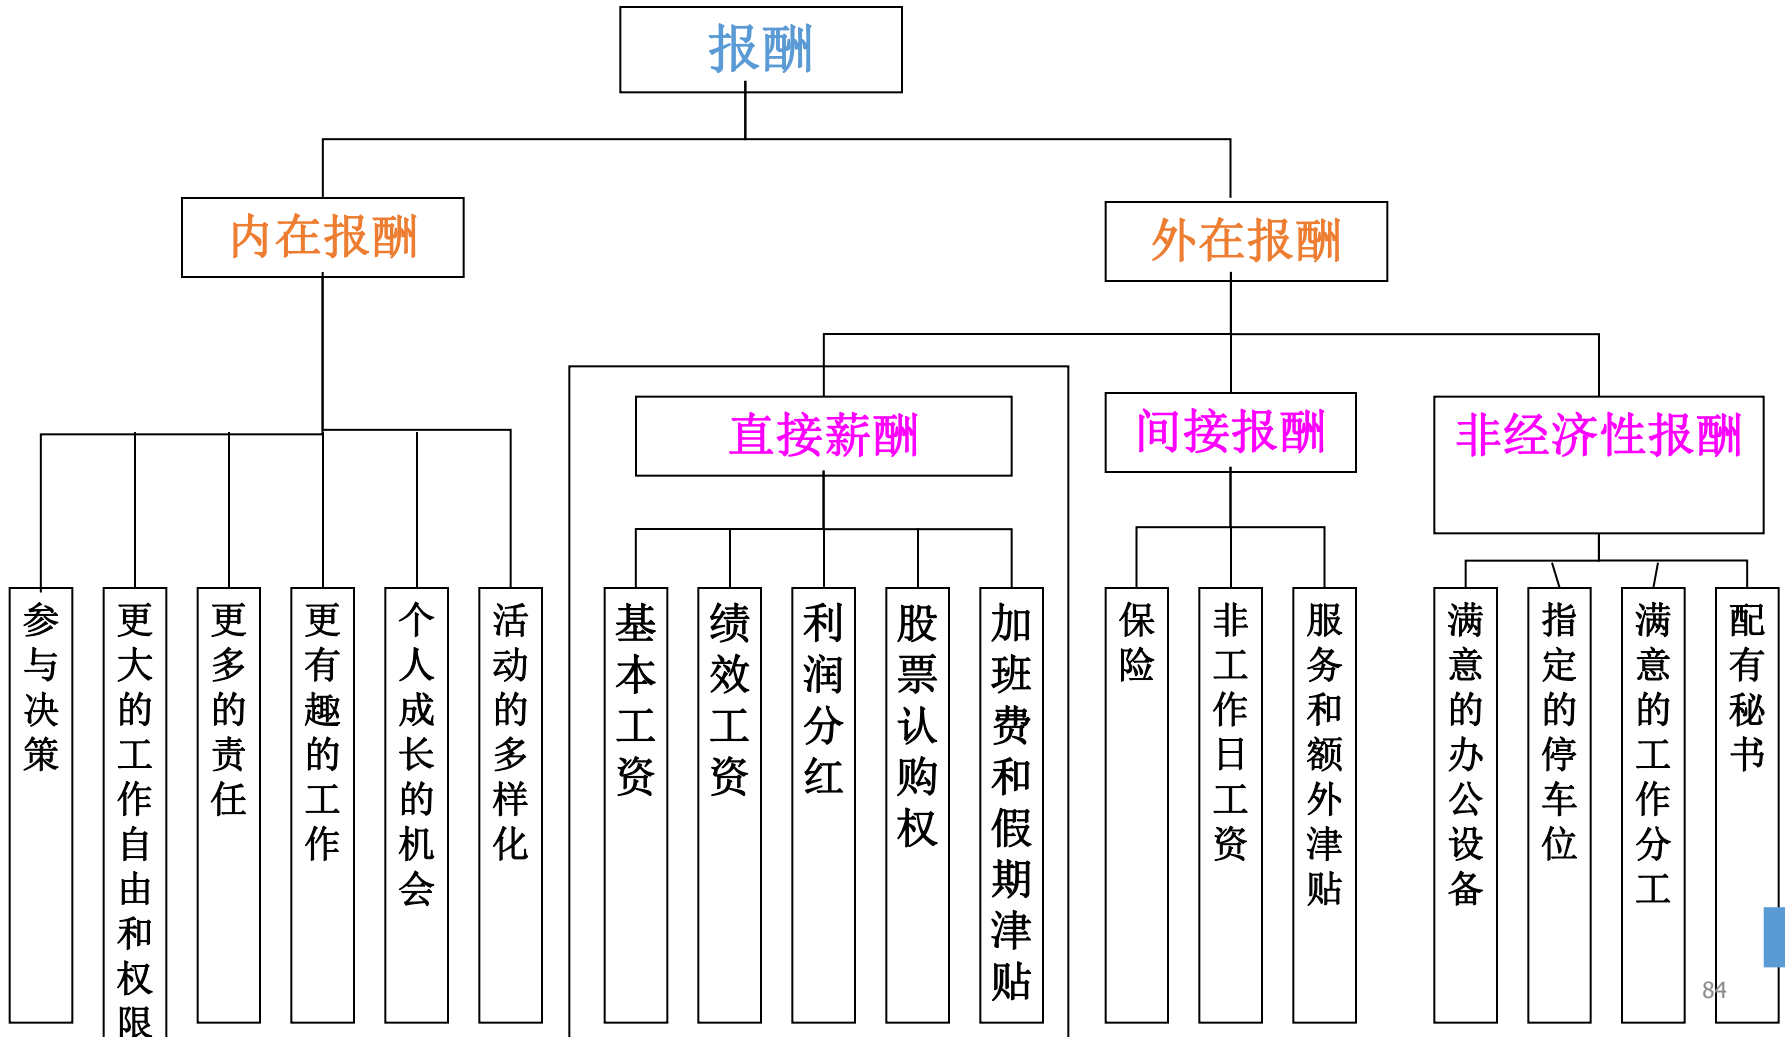 报酬
内在报酬
外在报酬
直接薪酬
间接报酬
非经济性报酬
参与决策
更大的工作自由和权限
更多的责任
更有趣的工作
个人成长的机会
活动的多样化
基本工资
绩效工资
利润分红
股票认购权
加班费和假期津贴
保险
非工作日工资
服务和额外津贴
满意的办公设备
指定的停车位
满意的工作分工
配有秘书
84